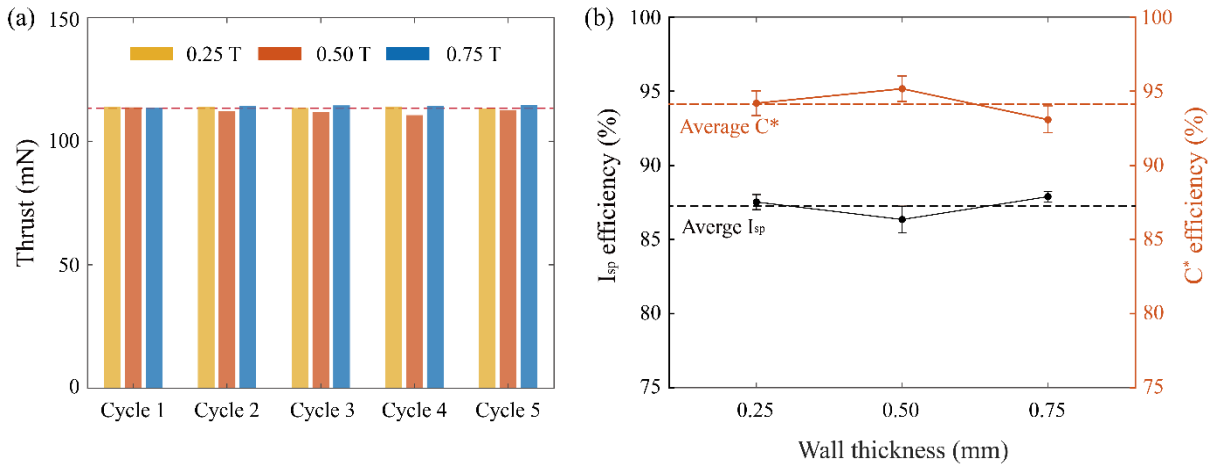 (a)
150
100
50
0
Thrust (mN)
0.25 T 0.50 T 0.75 T
Cycle 1 Cycle 2 Cycle 3 Cycle 4 Cycle 5
(b)
100
95
90
85
80
75
I_sp efficiency (%)
Average C*
Averge I_sp
100
95
90
85
80
75
C* efficiency (%)
0.25 0.50 0.75
Wall thickness (mm)